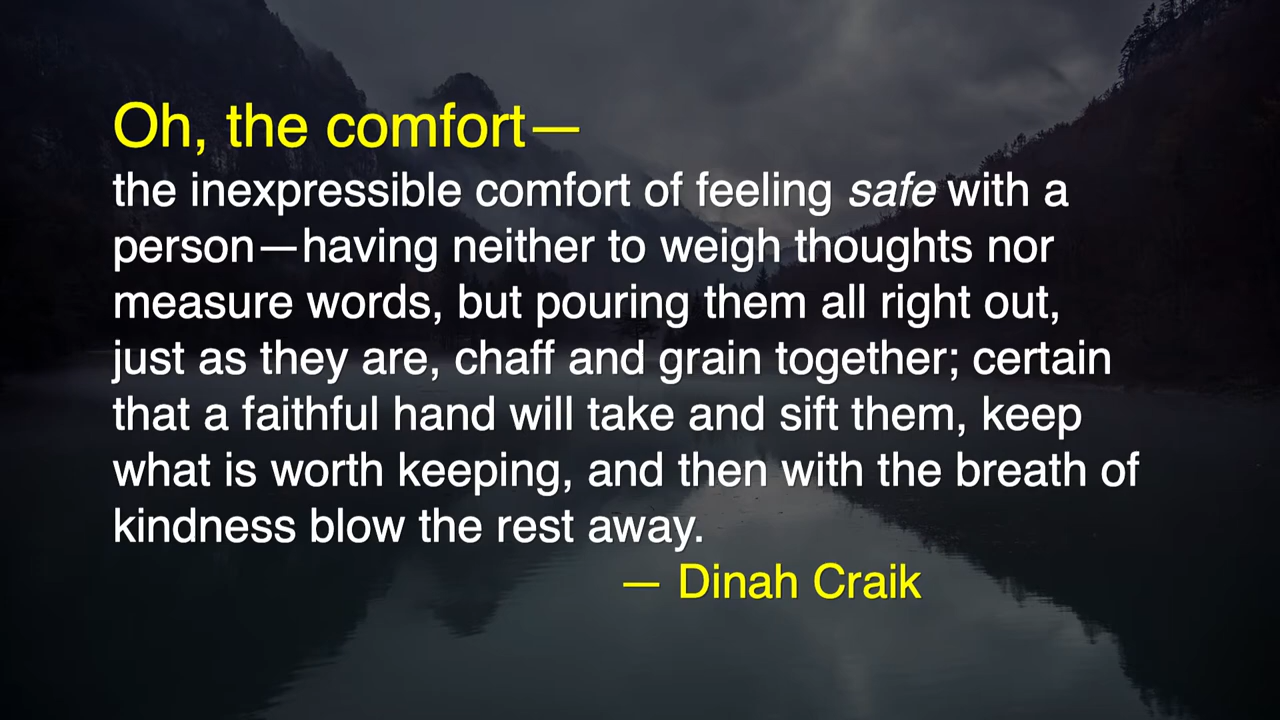 Oh, the comfort—
the inexpressible comfort of feeling safe with a
person—having neither to weigh thoughts nor
measure words, but pouring them all right out,
just as they are, chaff and grain together; certain
that a faithful hand will take and sift them, keep
what is worth keeping, and then with the breath of
kindness blow the rest away.
— Dinah Craik